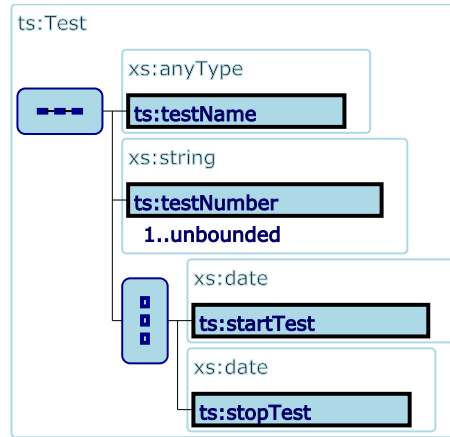 ts:Test
xs:anyType
ts:testName
xs:string
ts:testNumber
1..unbounded
xs:date
ts:startTest
xs:date
ts:stopTest